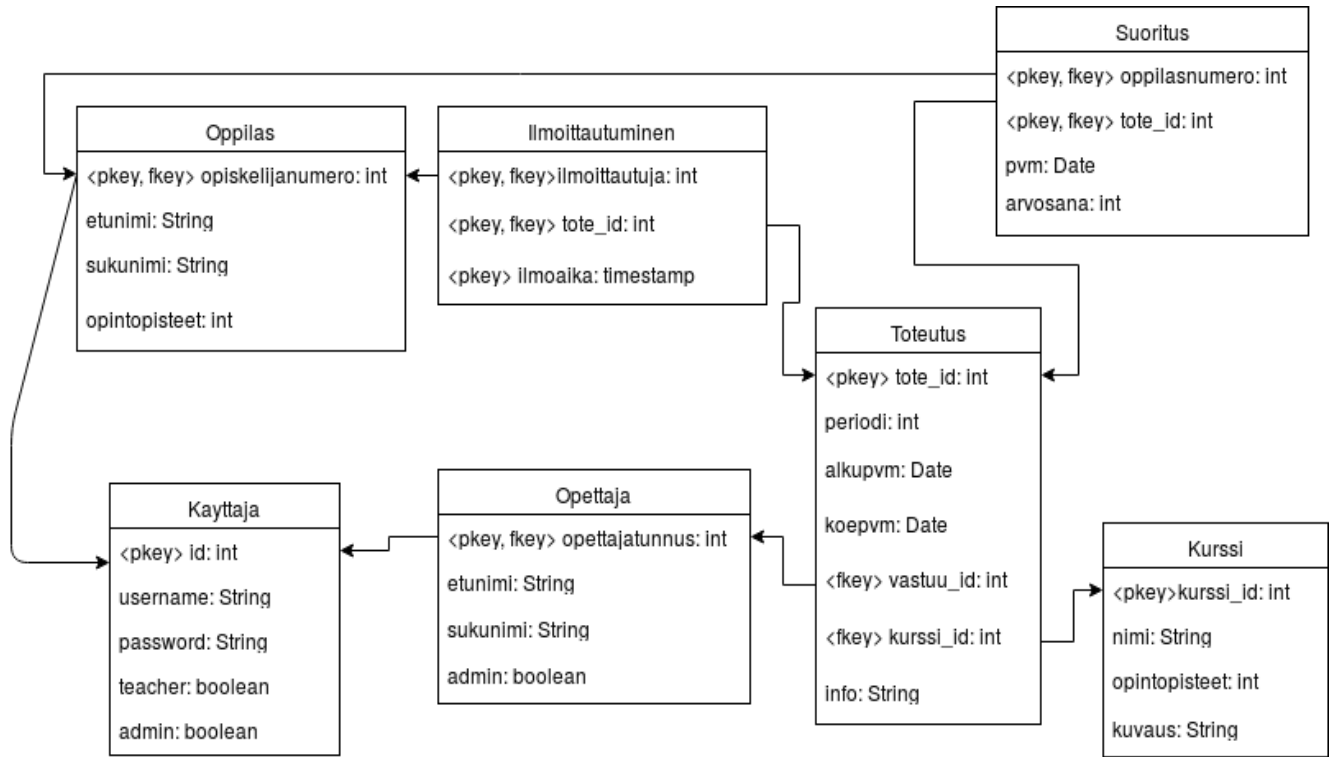 Suoritus
<pkey, fkey> oppilasnumero: int
<pkey, fkey> tote_id: int
pvm: Date
arvosana: int
Oppilas
<pkey, fkey> opiskelijanumero: int
etunimi: String
sukunimi: String
opintopisteet: int
Ilmoittautuminen
<pkey, fkey>ilmoittautuja: int
<pkey, fkey> tote_id: int
<pkey> ilmoaika: timestamp
Toteutus
<pkey> tote_id: int
periodi: int
alkupvm: Date
koepvm: Date
<fkey> vastuu_id: int
<fkey> kurssi_id: int
info: String
Kayttaja
<pkey> id: int
username: String
password: String
teacher: boolean
admin: boolean
Opettaja
<pkey, fkey> opettajatunnus: int
etunimi: String
sukunimi: String
admin: boolean
Kurssi
<pkey>kurssi_id: int
nimi: String
opintopisteet: int
kuvaus: String